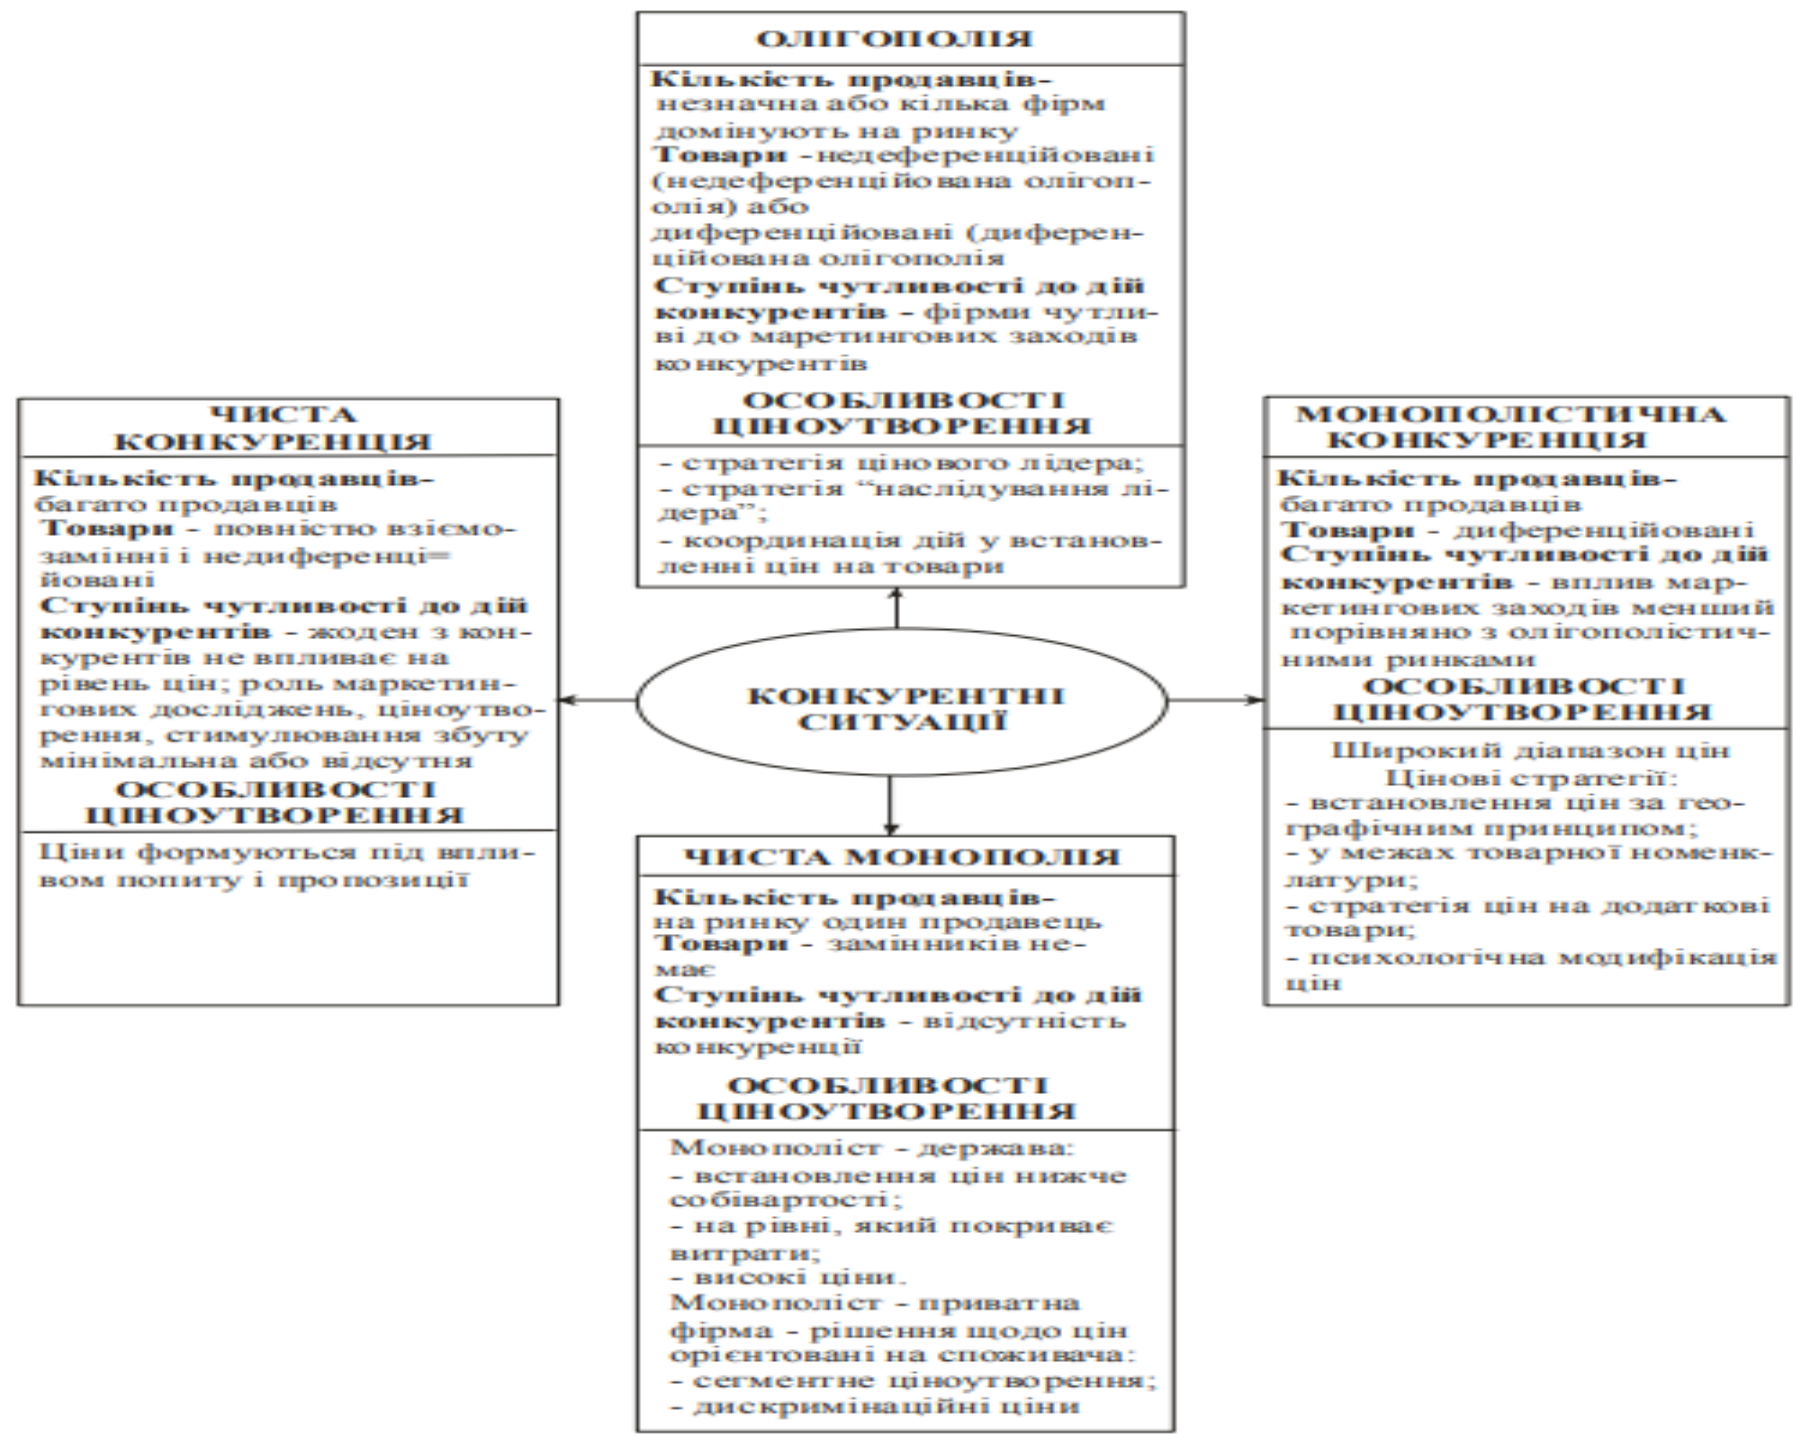 ОЛІГОПОЛІЯ
Кількість продавців-
незначна або кілька фірм
домінують на ринку
Товари -недеференційовані
(недеференційована олігоп-
олія) або
диференційовані (диферен-
ційована олігополія
Ступінь чутливості до дій
конкурентів - фірми чутли-
ві до маретингових заходів
конкурентів
ОСОБЛИВОСТІ
ЦІНОУТВОРЕННЯ
- стратегія цінового лідера;
- стратегія “наслідування лі-
дера”;
- координація дій у встанов-
ленні цін на товари
ЧИСТА
КОНКУРЕНЦІЯ
Кількість продавців-
багато продавців
Товари - повністю взіємо-
замінні і недиференці=
йовані
Ступінь чутливості до дій
конкурентів - жоден з кон-
курентів не впливає на
рівень цін; роль маркетин-
гових досліджень, ціноутво-
рення, стимулювання збуту
мінімальна або відсутня
ОСОБЛИВОСТІ
ЦІНОУТВОРЕННЯ
Ціни формуються під впли-
вом попиту і пропозиції
КОНКУРЕНТНІ
СИТУАЦІЇ
МОНОПОЛІСТИЧНА
КОНКУРЕНЦІЯ
Кількість продавців-
багато продавців
Товари - диференційовані
Ступінь чутливості до дій
конкурентів - вплив мар-
кетингових заходів менший
порівняно з олігополістич-
ними ринками
ОСОБЛИВОСТІ
ЦІНОУТВОРЕННЯ
Широкий діапазон цін
Цінові стратегії:
- встановлення цін за гео-
графічним принципом;
- у межах товарної номенк-
латури;
- стратегія цін на додаткові
товари;
- психологічна модифікація
цін
ЧИСТА МОНОПОЛІЯ
Кількість продавців-
на ринку один продавець
Товари - замінників не-
має
Ступінь чутливості до дій
конкурентів - відсутність
конкуренції
ОСОБЛИВОСТІ
ЦІНОУТВОРЕННЯ
Монополіст - держава:
- встановлення цін нижче
собівартості;
- на рівні, який покриває
витрати;
- високі ціни.
Монополіст - приватна
фірма - рішення щодо цін
орієнтовані на споживача:
- сегментне ціноутворення;
- дискримінаційні ціни